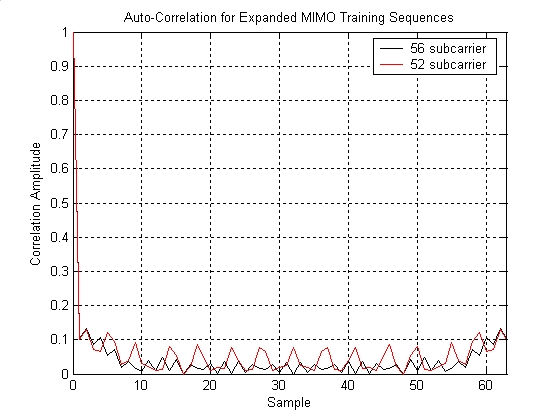 Auto-Correlation for Expanded MIMO Training Sequences
56 subcarrier
52 subcarrier
1
0.9
0.8
0.7
0.6
0.5
0.4
0.3
0.2
0.1
0
Correlation Amplitude
0 10 20 30 40 50 60
Sample